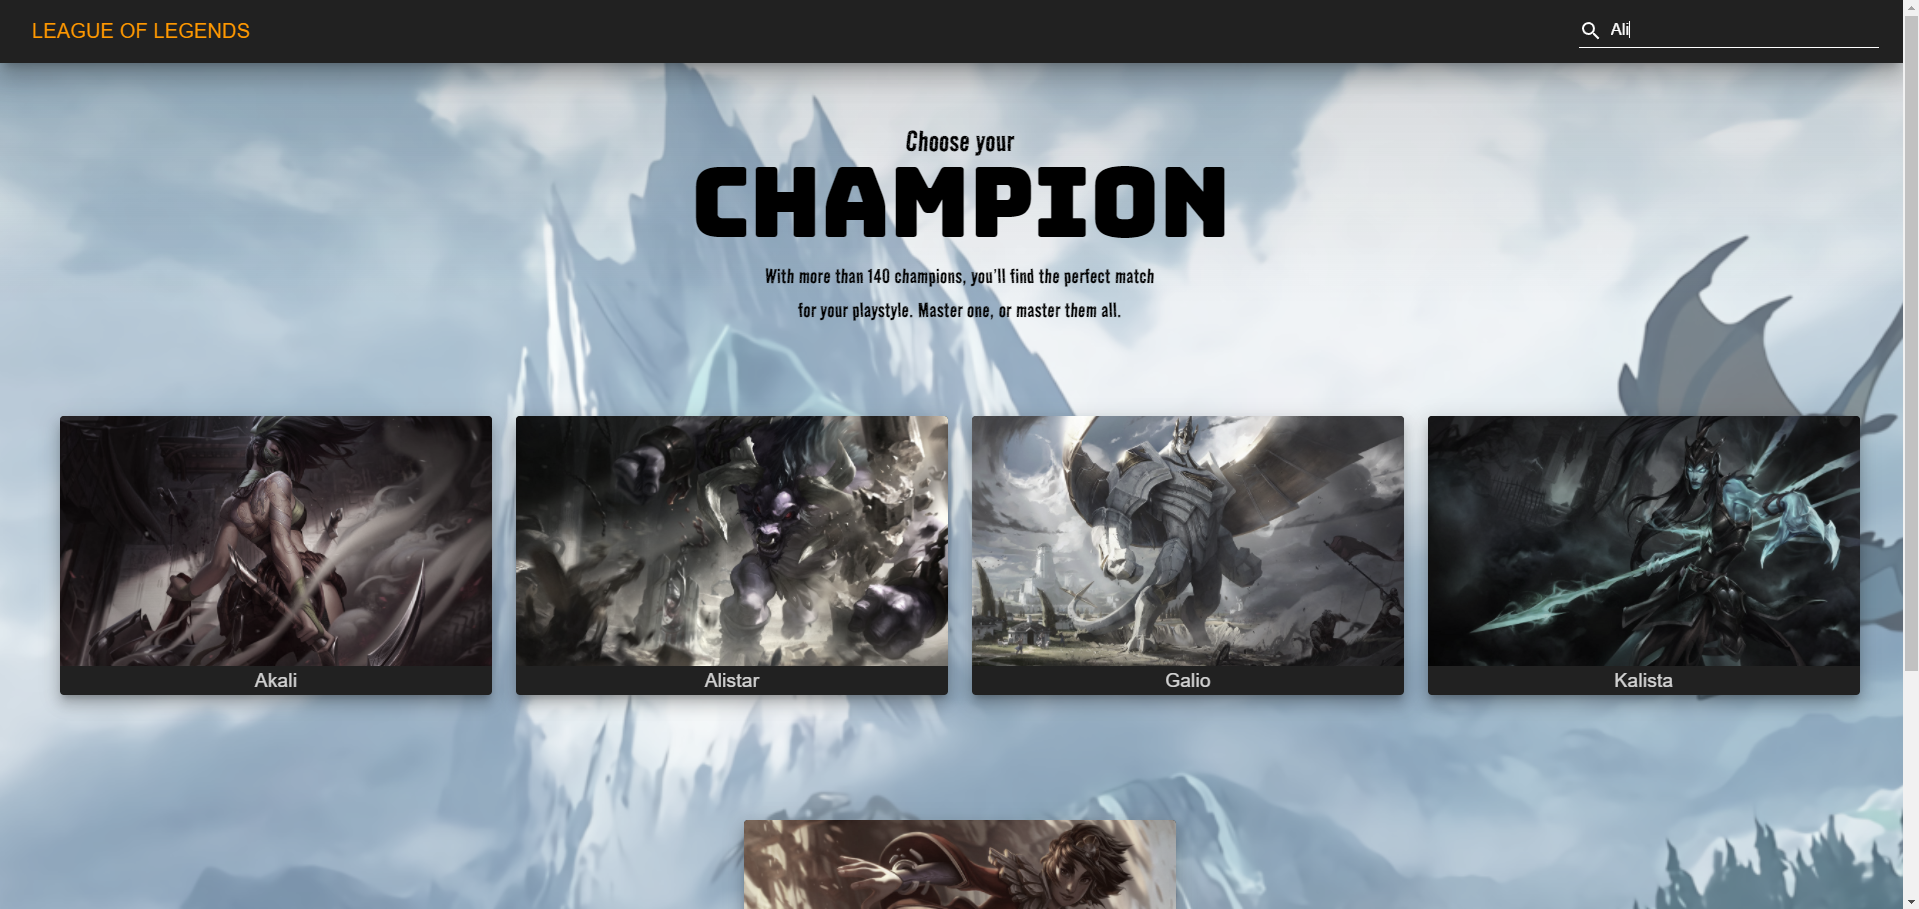 LEAGUE OF LEGENDS
Ali
Choose your
CHAMPION
With more than 140 champions, you'll find the perfect match
for your playstyle. Master one, or master them all.
Akali
Alistar
Galio
Kalista